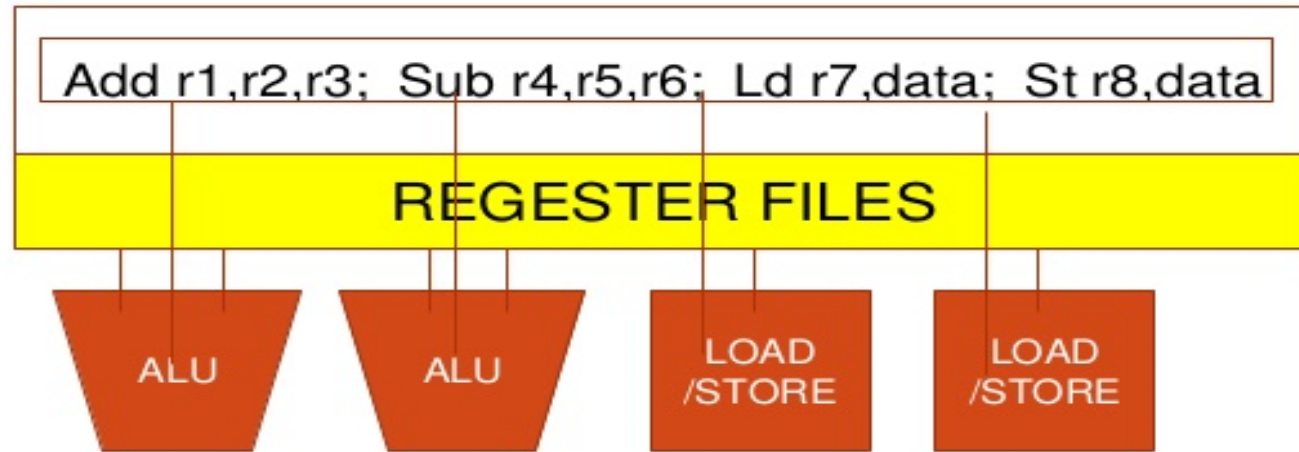 Add r1,r2,r3; Sub r4,r5,r6; Ld r7,data; St r8,data
REGESTER FILES
ALU
ALU
LOAD
/STORE
LOAD
/STORE